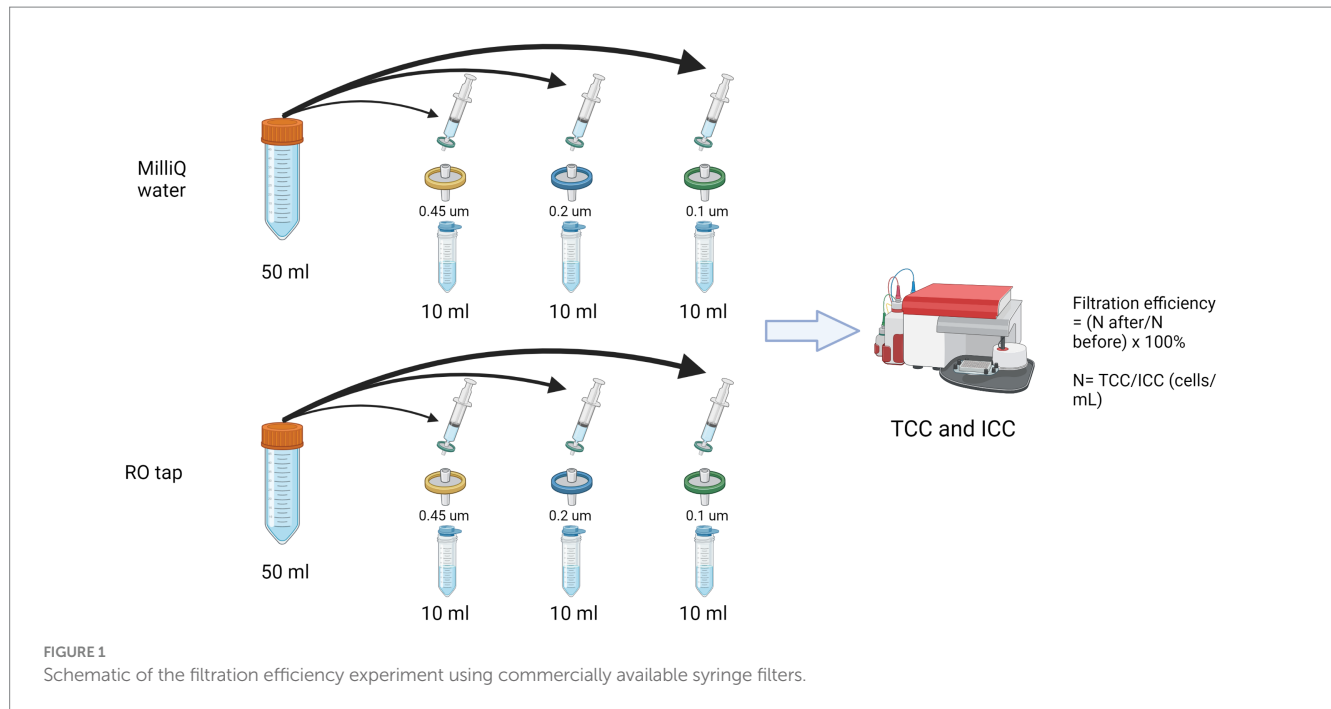 MilliQ
water
50 ml
0.45 um
0.2 um
0.1 um
10 ml
10 ml
10 ml
RO tap
50 ml
0.45 um
0.2 um
0.1 um
10 ml
10 ml
10 ml
TCC and ICC
Filtration efficiency
= (N after/N
before) x 100%
N= TCC/ICC (cells/
mL)
FIGURE 1
Schematic of the filtration efficiency experiment using commercially available syringe filters.